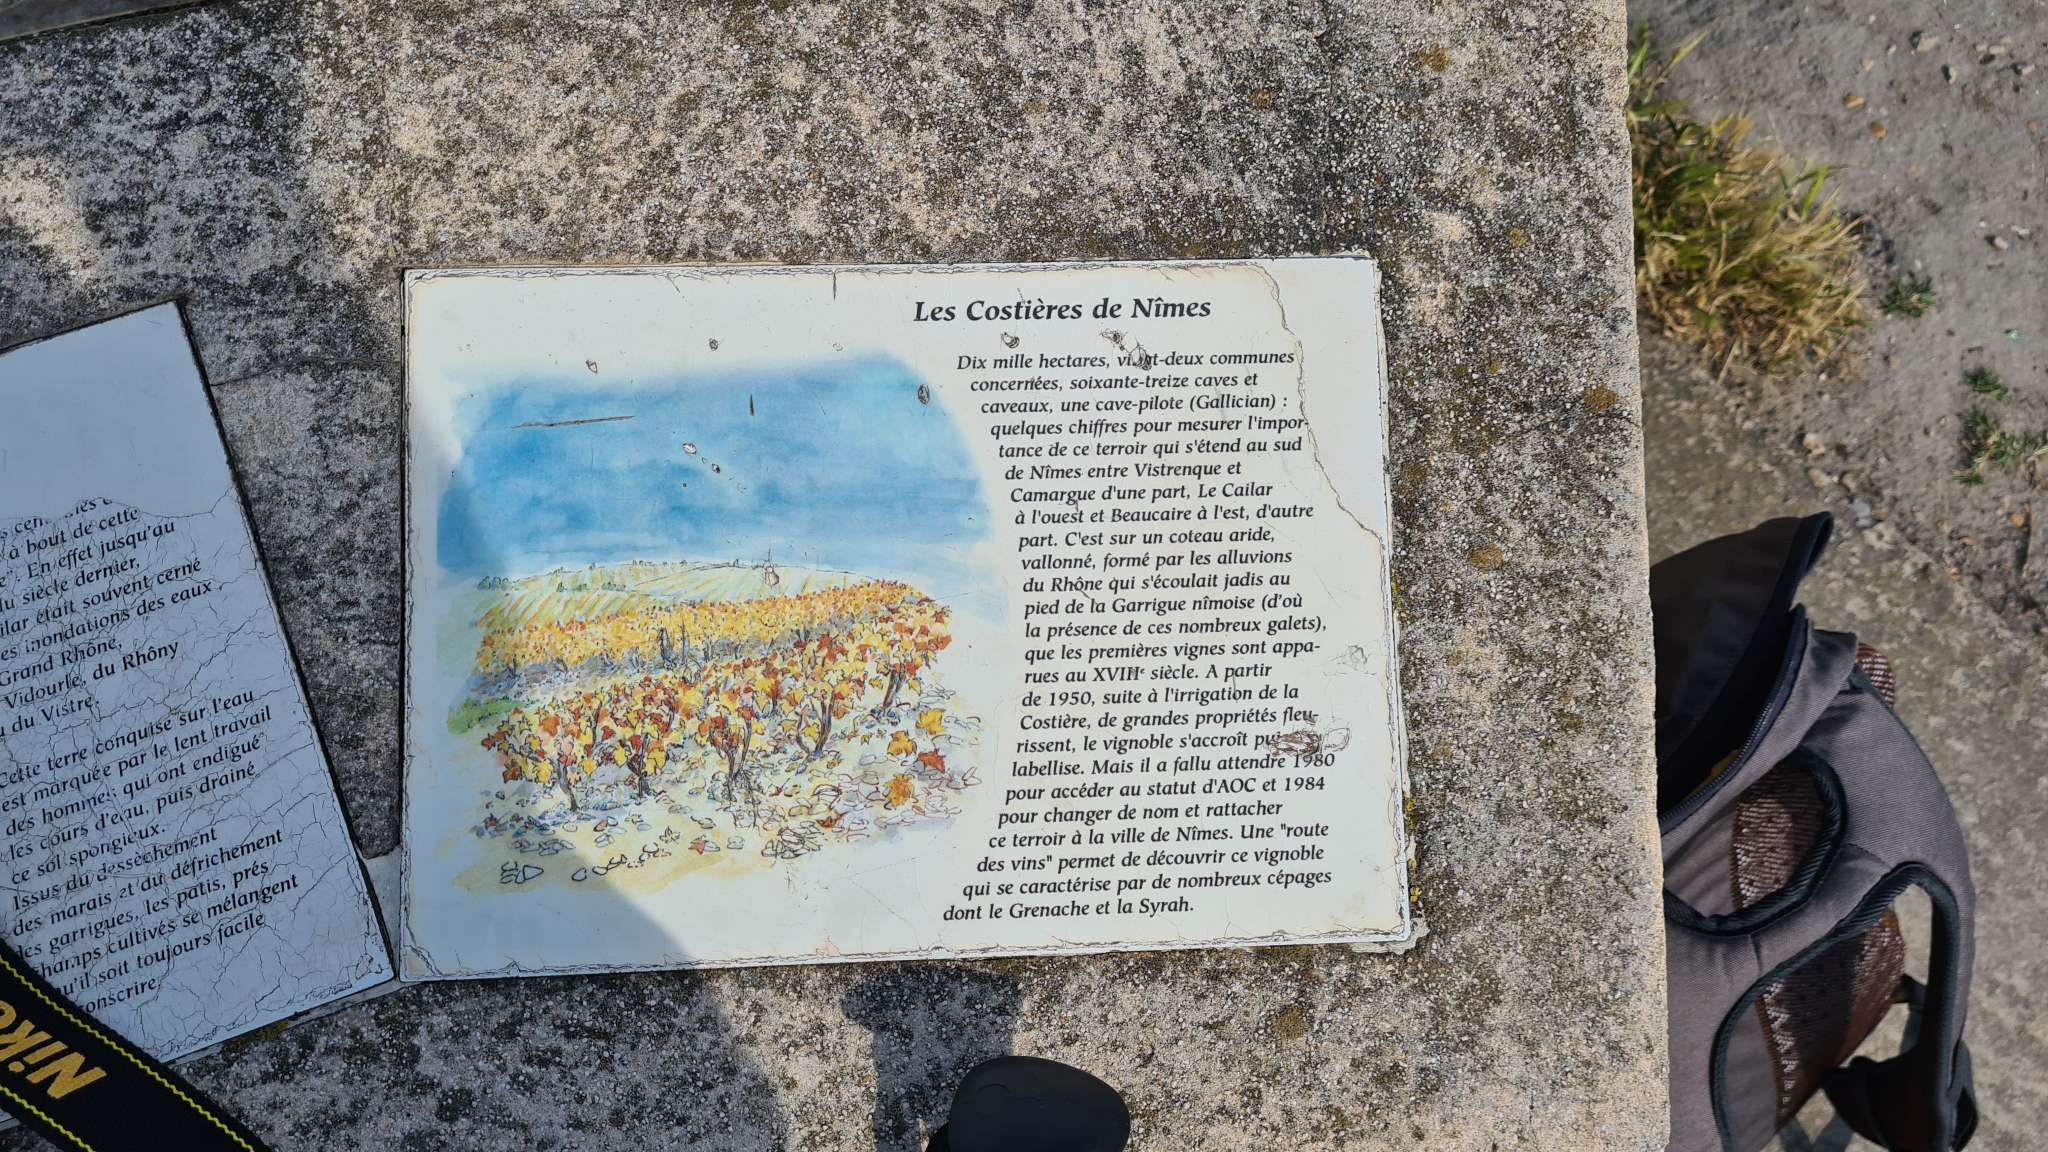 à bout de cette
En effet jusqu'au
du siècle dernier,
était souvent cerné
inondations des eaux
Grand Rhône,
Vidourle, du Rhôny
du Vistre.
Cette terre conquise sur l'eau
est marquée par le lent travail
des hommes qui ont endigué
les cours d'eau, puis drainé
ce sol spongieux.
Issus du dessèchement
des marais et du défrichement
des garrigues, les patis, prés
champs cultivés se mélangent
qu'il soit toujours facile
Les Costières de Nîmes
Dix mille hectares, vingt-deux communes
concernées, soixante-treize caves et
caveaux, une cave-pilote (Gallician) :
quelques chiffres pour mesurer l'impor-
tance de ce terroir qui s'étend au sud
de Nîmes entre Vistrenque et
Camargue d'une part, Le Cailar
à l'ouest et Beaucaire à l'est, d'autre
part. C'est sur un coteau aride,
vallonné, formé par les alluvions
du Rhône qui s'écoulait jadis au
pied de la Garrigue nîmoise (d'où
la présence de ces nombreux galets),
que les premières vignes sont appa-
rues au XVIIIe siècle. A partir
de 1950, suite à l'irrigation de la
Costière, de grandes propriétés fleu-
rissent, le vignoble s'accroît
labellise. Mais il a fallu attendre 1980
pour accéder au statut d'AOC et 1984
pour changer de nom et rattacher
ce terroir à la ville de Nîmes. Une "route
des vins" permet de découvrir ce vignoble
qui se caractérise par de nombreux cépages
dont le Grenache et la Syrah.